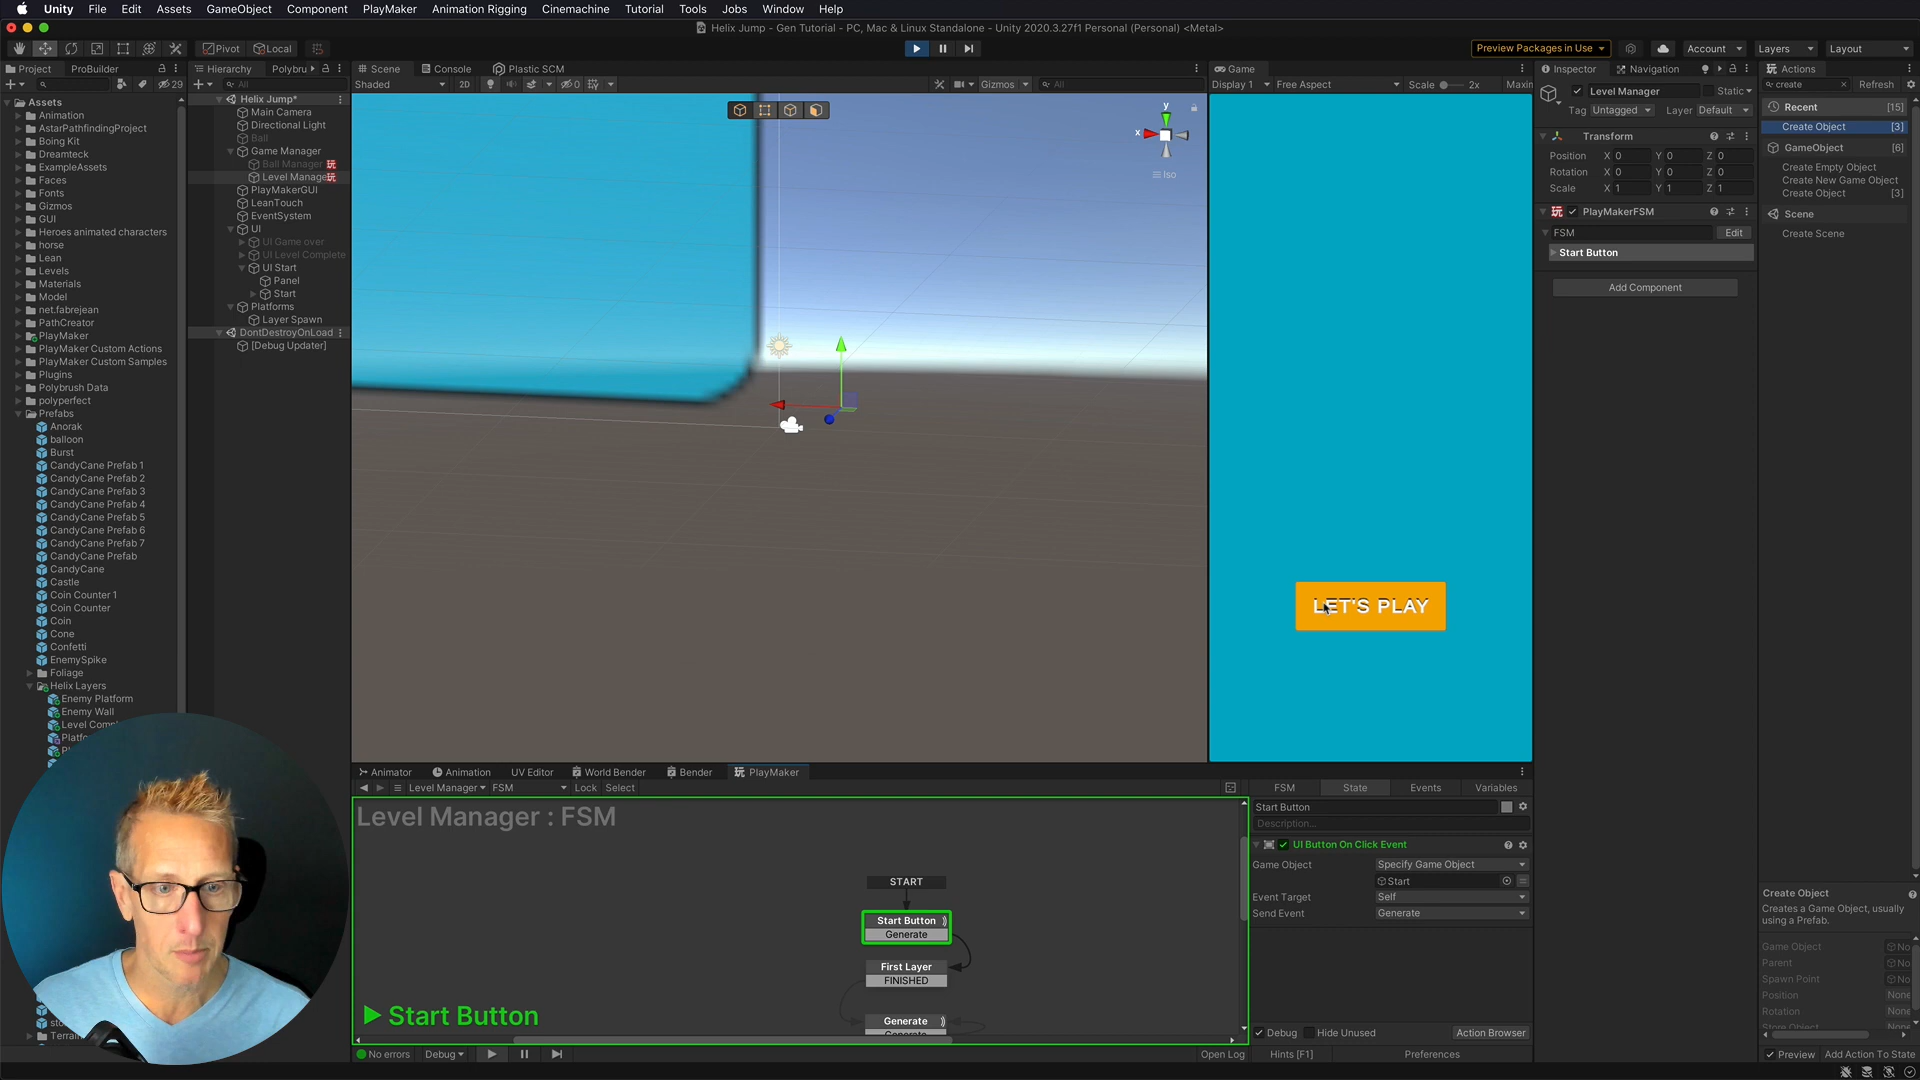 Unity File Edit Assets GameObject Component PlayMaker Animation Rigging Cinemachine Tutorial Tools Jobs Window Help
Helix Jump - Gen Tutorial - PC, Mac & Linux Standalone - Unity 2020.3.27f1 Personal (Personal) <Metal>
Pivot Local Preview Packages in Use Account Layers Layout
Project ProBuilder
29
Assets
Animation
AstarPathfindingProject
Boing Kit
Dreamteck
ExampleAssets
Faces
Fonts
Gizmos
GUI
Heroes animated characters
horse
Lean
Levels
Materials
Model
net.fabrejean
PathCreator
PlayMaker
PlayMaker Custom Actions
PlayMaker Custom Samples
Plugins
Polybrush Data
polyperfect
Prefabs
Anorak
balloon
Burst
CandyCane Prefab 1
CandyCane Prefab 2
CandyCane Prefab 3
CandyCane Prefab 4
CandyCane Prefab 5
CandyCane Prefab 6
CandyCane Prefab 7
CandyCane Prefab
CandyCane
Castle
Coin Counter 1
Coin Counter
Coin
Cone
Confetti
EnemySpike
Foliage
Helix Layers
Enemy Platform
Enemy Wall
Level Comp
Platf
Terrain
Hierarchy Polybru
All
Helix Jump*
Main Camera
Directional Light
Ball
Game Manager
Ball Manager
Level Manage
PlayMakerGUI
LeanTouch
EventSystem
UI
UI Game over
UI Level Complete
UI Start
Panel
Start
Platforms
Layer Spawn
DontDestroyOnLoad
[Debug Updater]
Scene Console Plastic SCM
Shaded 2D 0 Gizmos All
y
x
Iso
Game
Display 1 Free Aspect Scale 2x Maxi
LET'S PLAY
Inspector Navigation
Level Manager Static
Tag Untagged Layer Default
Transform
Position X 0 Y 0 Z 0
Rotation X 0 Y 0 Z 0
Scale X 1 Y 1 Z 1
PlayMakerFSM
FSM Edit
Start Button
Add Component
Actions
create Refresh
Recent [15]
Create Object [3]
GameObject [6]
Create Empty Object
Create New Game Object
Create Object [3]
Scene
Create Scene
Create Object
Creates a Game Object, usually
using a Prefab.
Game Object No
Parent No
Spawn Point No
Position None
Rotation None
Store Object None
Preview Add Action To State
Animator Animation UV Editor World Bender Bender PlayMaker
Level Manager FSM Lock Select
Level Manager : FSM
START
Start Button
Generate
First Layer
FINISHED
Generate
Generate
Start Button
No errors Debug Open Log
FSM State Events Variables
Start Button
Description...
UI Button On Click Event
Game Object Specify Game Object
Start
Event Target Self
Send Event Generate
Debug Hide Unused Action Browser
Hints [F1] Preferences